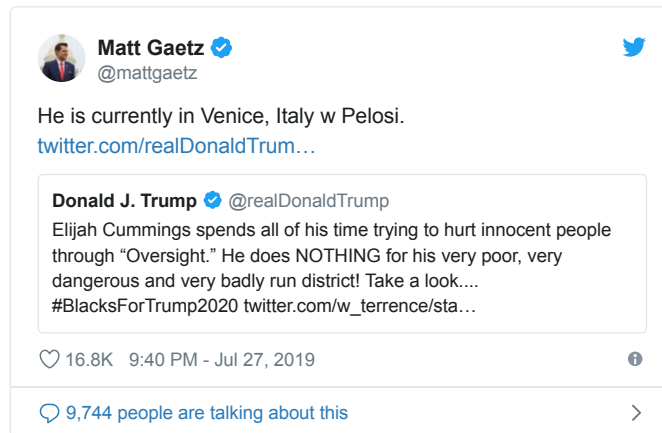 Matt Gaetz
@mattgaetz
He is currently in Venice, Italy w Pelosi.
twitter.com/realDonaldTrum…
Donald J. Trump @realDonaldTrump
Elijah Cummings spends all of his time trying to hurt innocent people
through “Oversight.” He does NOTHING for his very poor, very
dangerous and very badly run district! Take a look....
#BlacksForTrump2020 twitter.com/w_terrence/sta…
16.8K 9:40 PM - Jul 27, 2019
9,744 people are talking about this